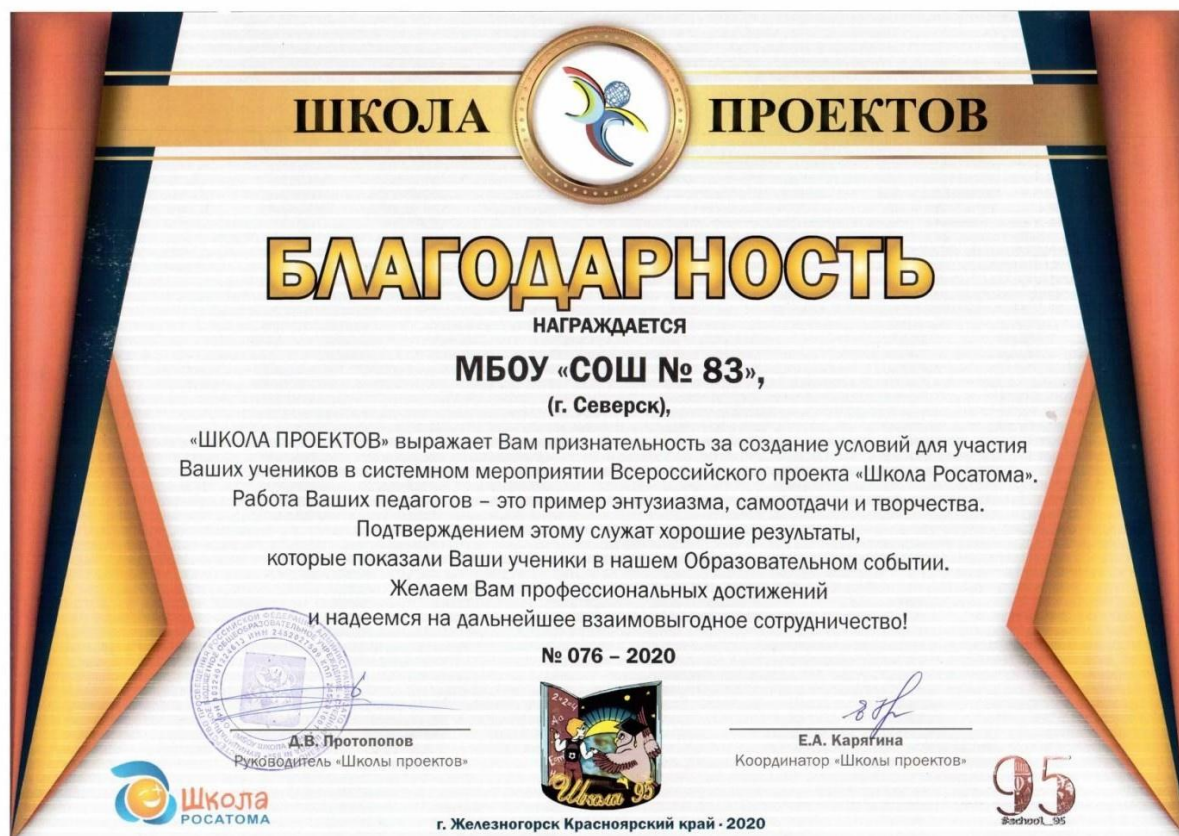 ШКОЛА ПРОЕКТОВ
БЛАГОДАРНОСТЬ
НАГРАЖДАЕТСЯ
МБОУ «СОШ № 83»,
(г. Северск),
«ШКОЛА ПРОЕКТОВ» выражает Вам признательность за создание условий для участия
Ваших учеников в системном мероприятии Всероссийского проекта «Школа Росатома».
Работа Ваших педагогов – это пример энтузиазма, самоотдачи и творчества.
Подтверждением этому служат хорошие результаты,
которые показали Ваши ученики в нашем Образовательном событии.
Желаем Вам профессиональных достижений
и надеемся на дальнейшее взаимовыгодное сотрудничество!
№ 076 – 2020
Д.В. Протопопов
Руководитель «Школы проектов»
Е.А. Карягина
Координатор «Школы проектов»
2×2=4
Школа 95
Школа
РОСАТОМА
95
#school_95
г. Железногорск Красноярский край - 2020